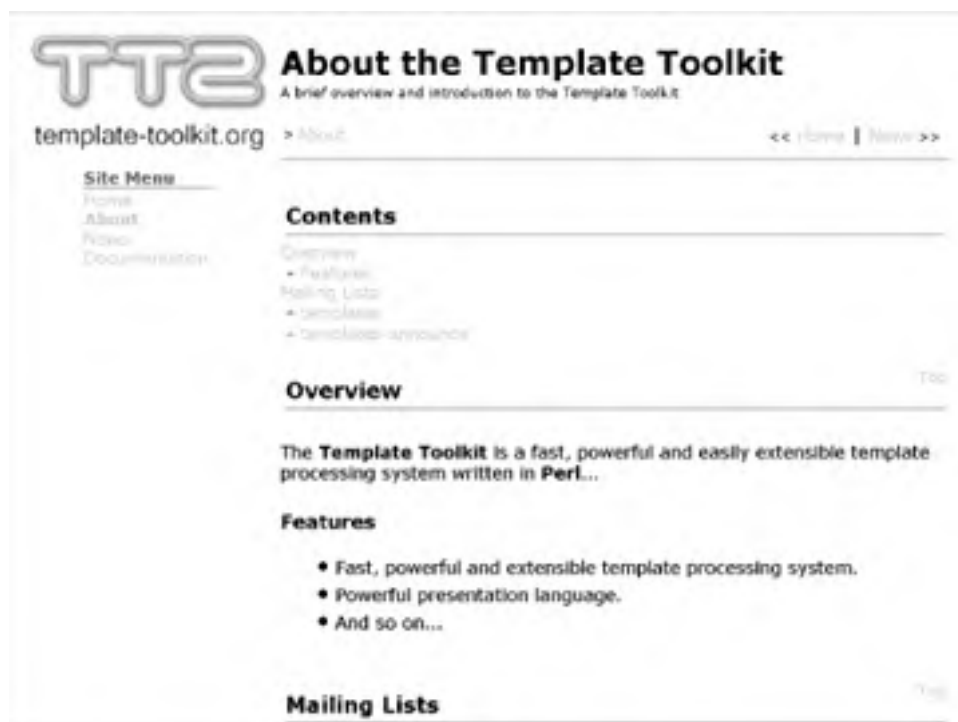 TT2
template-toolkit.org
About the Template Toolkit
A brief overview and introduction to the Template Toolkit
> About
<< Home | News >>
Site Menu
Home
About
News
Documentation
Contents
Overview
• Features
Mailing Lists
• templates
• templates-announce
Top
Overview
The Template Toolkit is a fast, powerful and easily extensible template
processing system written in Perl...
Features
• Fast, powerful and extensible template processing system.
• Powerful presentation language.
• And so on...
Top
Mailing Lists